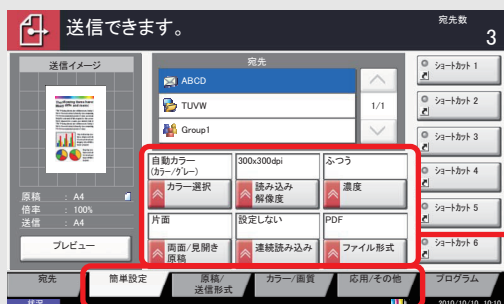 送信できます。
宛先数
3
送信イメージ
宛先
ABCD
TUVW
1/1
Group1
ショートカット 1
ショートカット 2
ショートカット 3
ショートカット 4
ショートカット 5
ショートカット 6
自動カラー
(カラー/グレー)
300x300dpi
ふつう
カラー選択
読み込み
解像度
濃度
片面
設定しない
PDF
両面/見開き
原稿
連続読み込み
ファイル形式
原稿 : A4
倍率 : 100%
送信 : A4
プレビュー
宛先
簡単設定
原稿/
送信形式
カラー/画質
応用/その他
プログラム
状況
2010/10/10 10:10